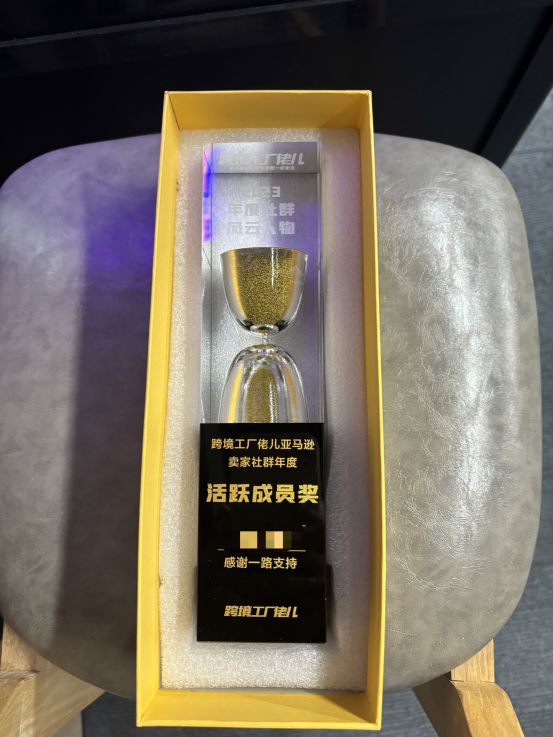 跨境工厂佬儿
2023
年度社群
风云人物
跨境工厂佬儿亚马逊
卖家社群年度
活跃成员奖
感谢一路支持
跨境工厂佬儿